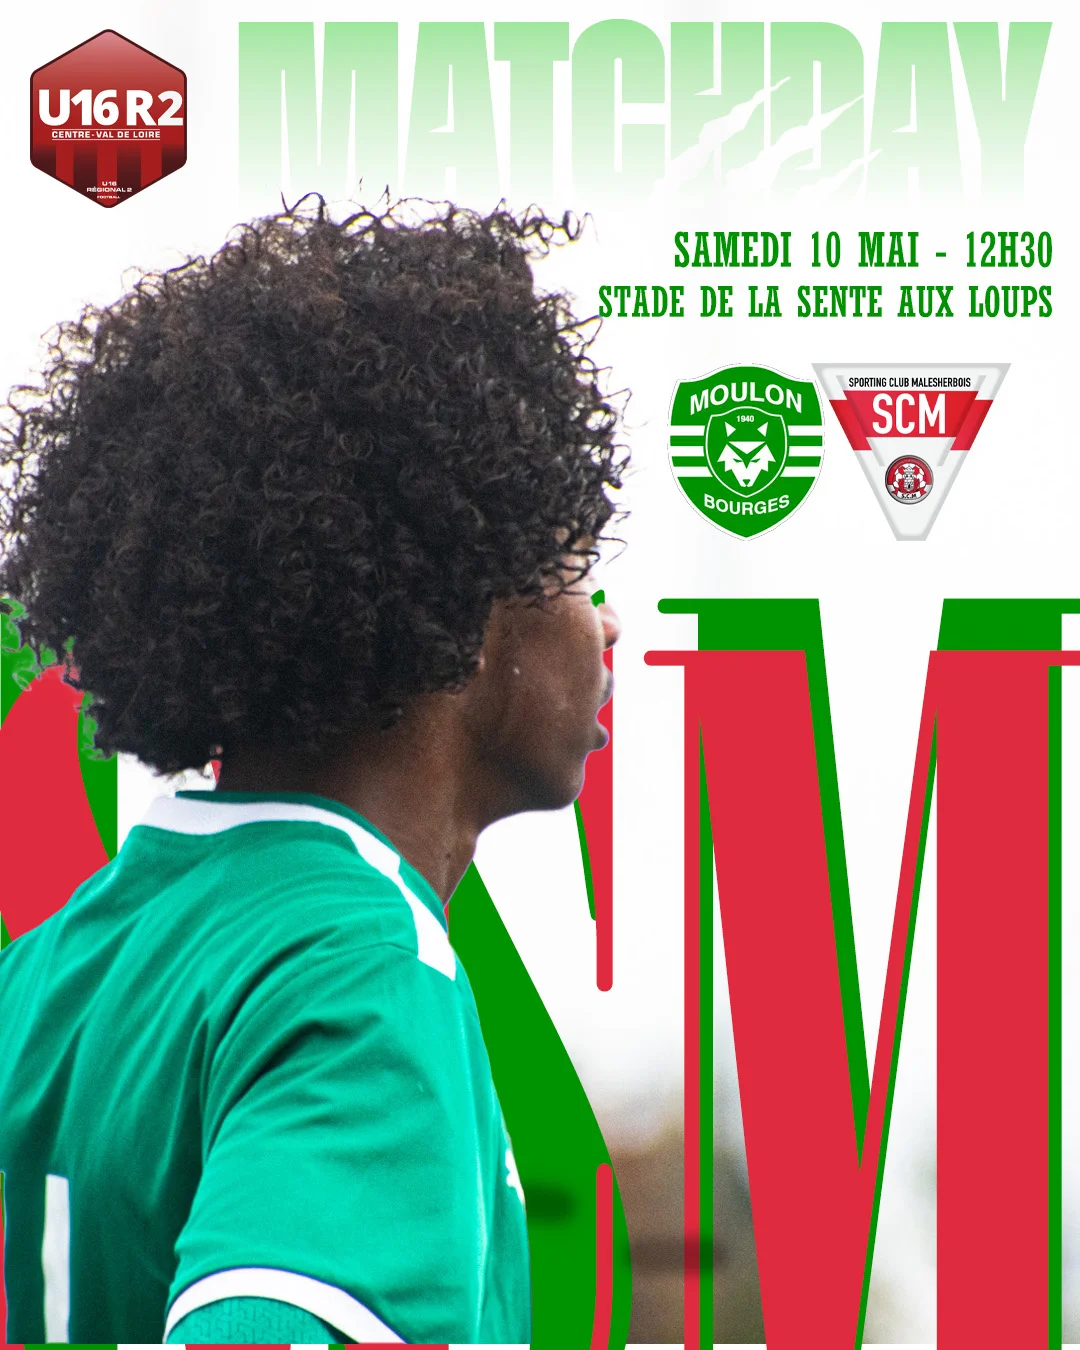 U16 R2
CENTRE-VAL DE LOIRE
U16
RÉGIONAL 2
FOOTBALL
MATCHDAY
SAMEDI 10 MAI - 12H30
STADE DE LA SENTE AUX LOUPS
MOULON
1940
BOURGES
SPORTING CLUB MALESHERBOIS
SCM
S.C.M
SM